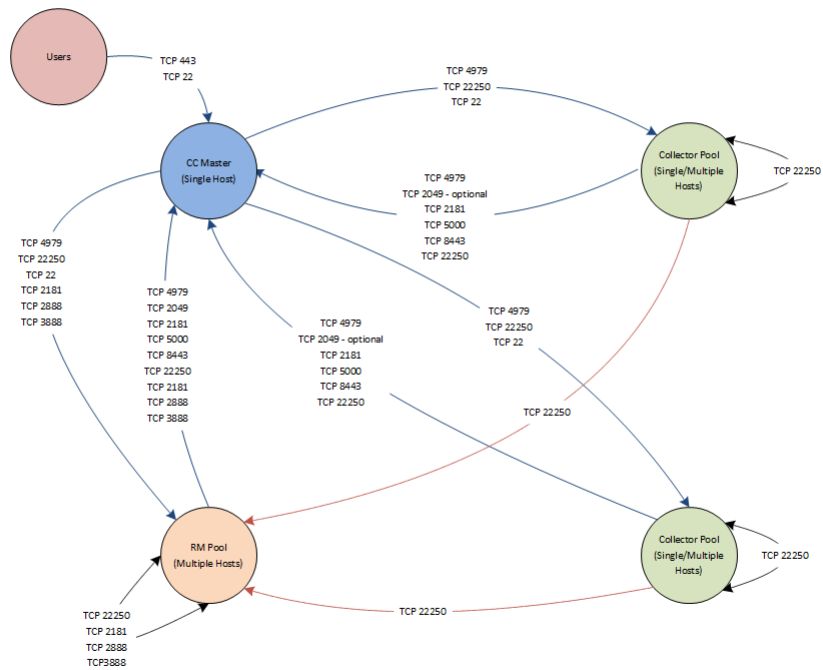 Users
TCP 443
TCP 22
TCP 4979
TCP 22250
TCP 22
CC Master
(Single Host)
Collector Pool
(Single/Multiple
Hosts)
TCP 22250
TCP 4979
TCP 2049 - optional
TCP 2181
TCP 5000
TCP 8443
TCP 22250
TCP 4979
TCP 22250
TCP 22
TCP 2181
TCP 2888
TCP 3888
TCP 4979
TCP 2049
TCP 2181
TCP 5000
TCP 8443
TCP 22250
TCP 2181
TCP 2888
TCP 3888
TCP 4979
TCP 2049 - optional
TCP 2181
TCP 5000
TCP 8443
TCP 22250
TCP 4979
TCP 22250
TCP 22
TCP 22250
RM Pool
(Multiple Hosts)
Collector Pool
(Single/Multiple
Hosts)
TCP 22250
TCP 22250
TCP 22250
TCP 2181
TCP 2888
TCP3888